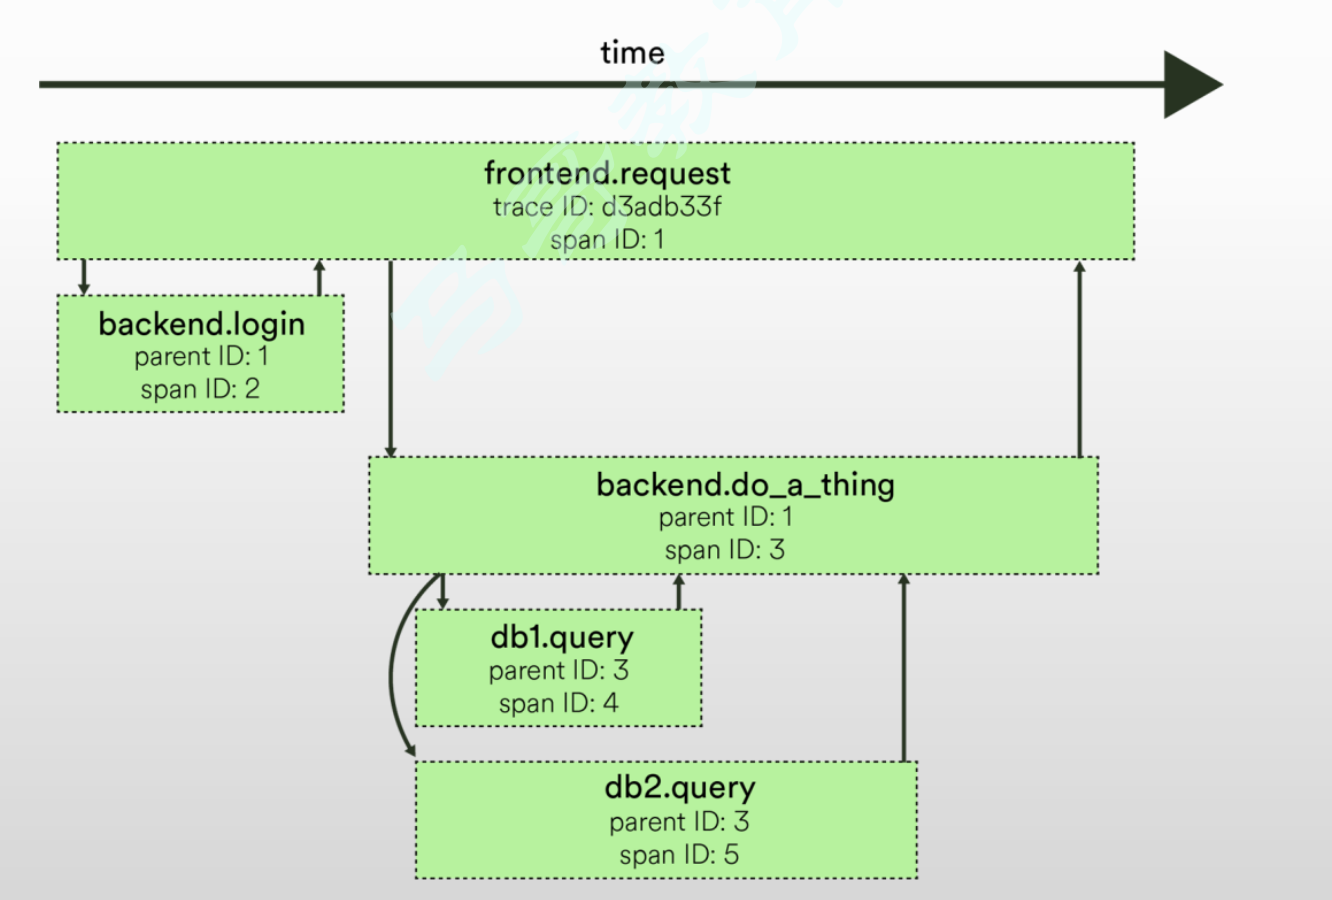 time
frontend.request
trace ID: d3adb33f
span ID: 1
backend.login
parent ID: 1
span ID: 2
backend.do_a_thing
parent ID: 1
span ID: 3
db1.query
parent ID: 3
span ID: 4
db2.query
parent ID: 3
span ID: 5